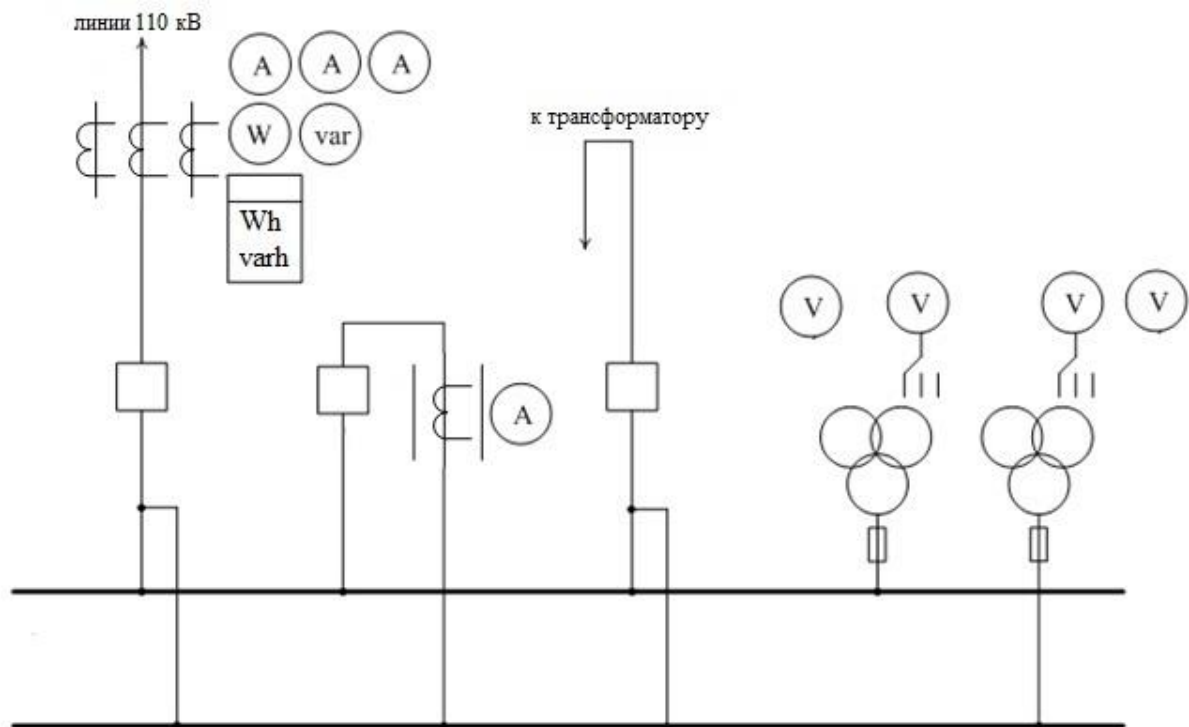 линии 110 кВ
A A A
W var
к трансформатору
Wh
varh
V V V V
A